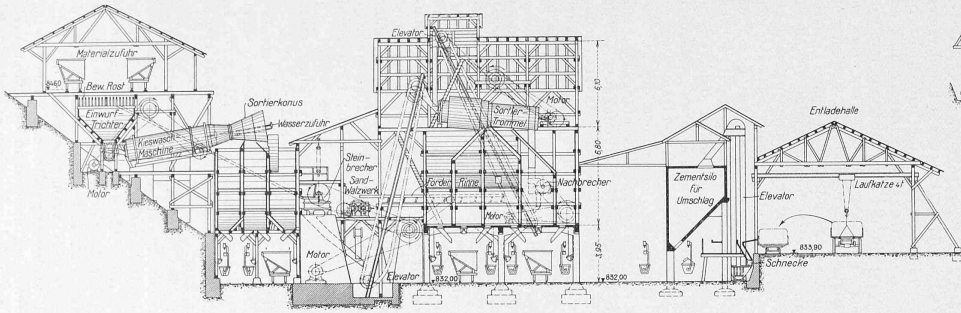 Materialzufuhr
Bew. Rost
Einwurf-
Trichter
Kieswasch-
Maschine
Motor
Sortierkonus
Wasserzufuhr
Stein-
brecher
Sand-
Walzwerk
Motor
Elevator
Elevator
Sortier-
Trommel
Motor
Förder-Rinne
Nachbrecher
Motor
6,10
6,80
3,95
832,00
832,00
Zementsilo
für
Umschlag
Elevator
Schnecke
Entladehalle
Laufkatze 4t
833,90